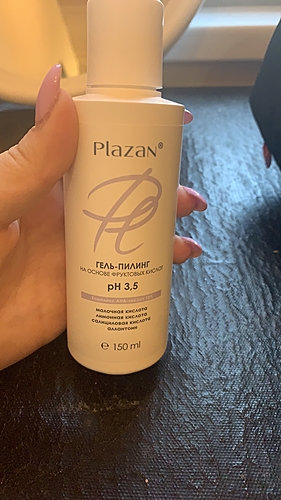 Plazan®
ГЕЛЬ-ПИЛИНГ
НА ОСНОВЕ ФРУКТОВЫХ КИСЛОТ
pH 3,5
молочная кислота
лимонная кислота
салициловая кислота
аллантоин
℮ 150 ml